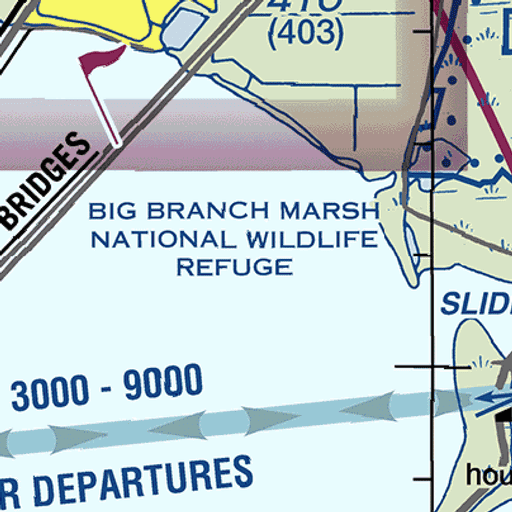 (403)
BRIDGES
BIG BRANCH MARSH
NATIONAL WILDLIFE
REFUGE
3000 - 9000
R DEPARTURES